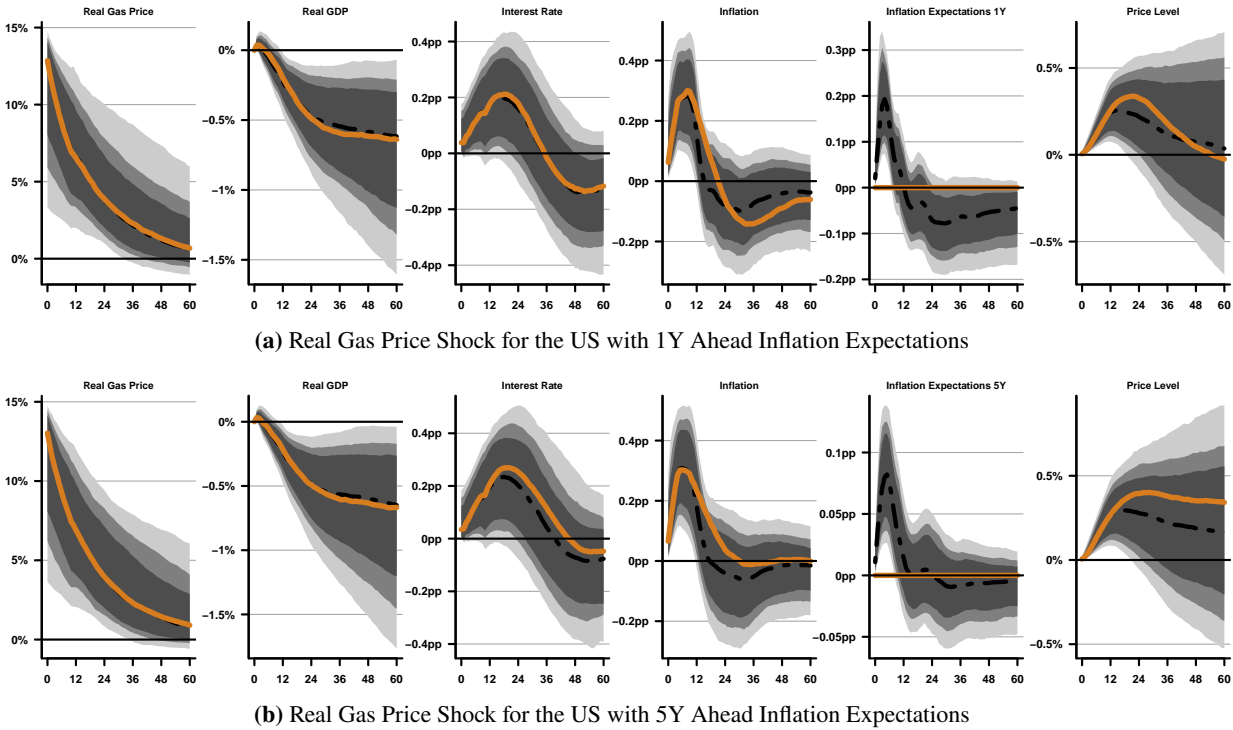 Real Gas Price Real GDP Interest Rate Inflation Inflation Expectations 1Y Price Level
15%
10%
5%
0%
0 12 24 36 48 60
0%
−0.5%
−1%
−1.5%
0 12 24 36 48 60
0.4pp
0.2pp
0pp
−0.2pp
−0.4pp
0 12 24 36 48 60
0.4pp
0.2pp
0pp
−0.2pp
0 12 24 36 48 60
0.3pp
0.2pp
0.1pp
0pp
−0.1pp
−0.2pp
0 12 24 36 48 60
0.5%
0%
−0.5%
0 12 24 36 48 60
(a) Real Gas Price Shock for the US with 1Y Ahead Inflation Expectations
Real Gas Price Real GDP Interest Rate Inflation Inflation Expectations 5Y Price Level
15%
10%
5%
0%
0 12 24 36 48 60
0%
−0.5%
−1%
−1.5%
0 12 24 36 48 60
0.4pp
0.2pp
0pp
−0.2pp
−0.4pp
0 12 24 36 48 60
0.4pp
0.2pp
0pp
−0.2pp
0 12 24 36 48 60
0.1pp
0.05pp
0pp
−0.05pp
0 12 24 36 48 60
0.5%
0%
−0.5%
0 12 24 36 48 60
(b) Real Gas Price Shock for the US with 5Y Ahead Inflation Expectations